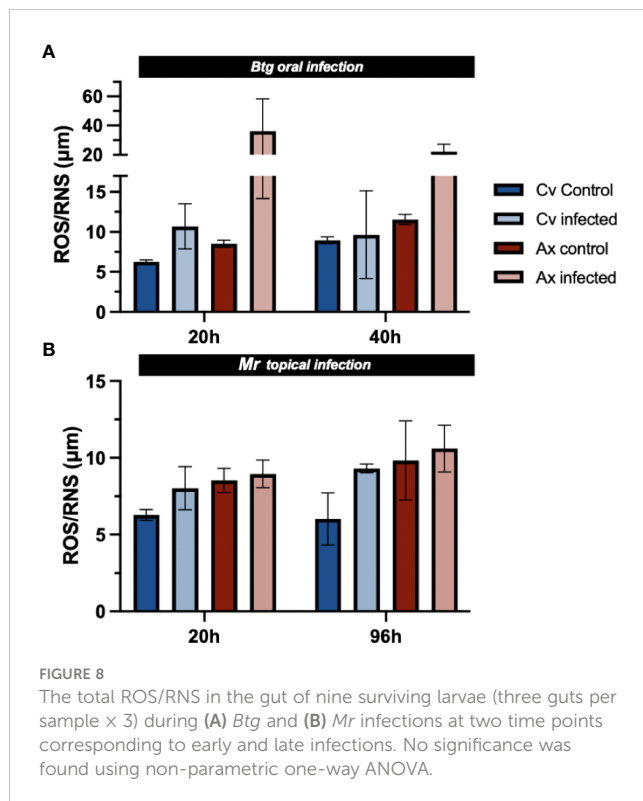 A
Btg oral infection
ROS/RNS (µm)
60
40
20
15
10
5
0
20h
40h
Cv Control
Cv infected
Ax control
Ax infected
B
Mr topical infection
ROS/RNS (µm)
15
10
5
0
20h
96h
FIGURE 8
The total ROS/RNS in the gut of nine surviving larvae (three guts per
sample × 3) during (A) Btg and (B) Mr infections at two time points
corresponding to early and late infections. No significance was
found using non-parametric one-way ANOVA.